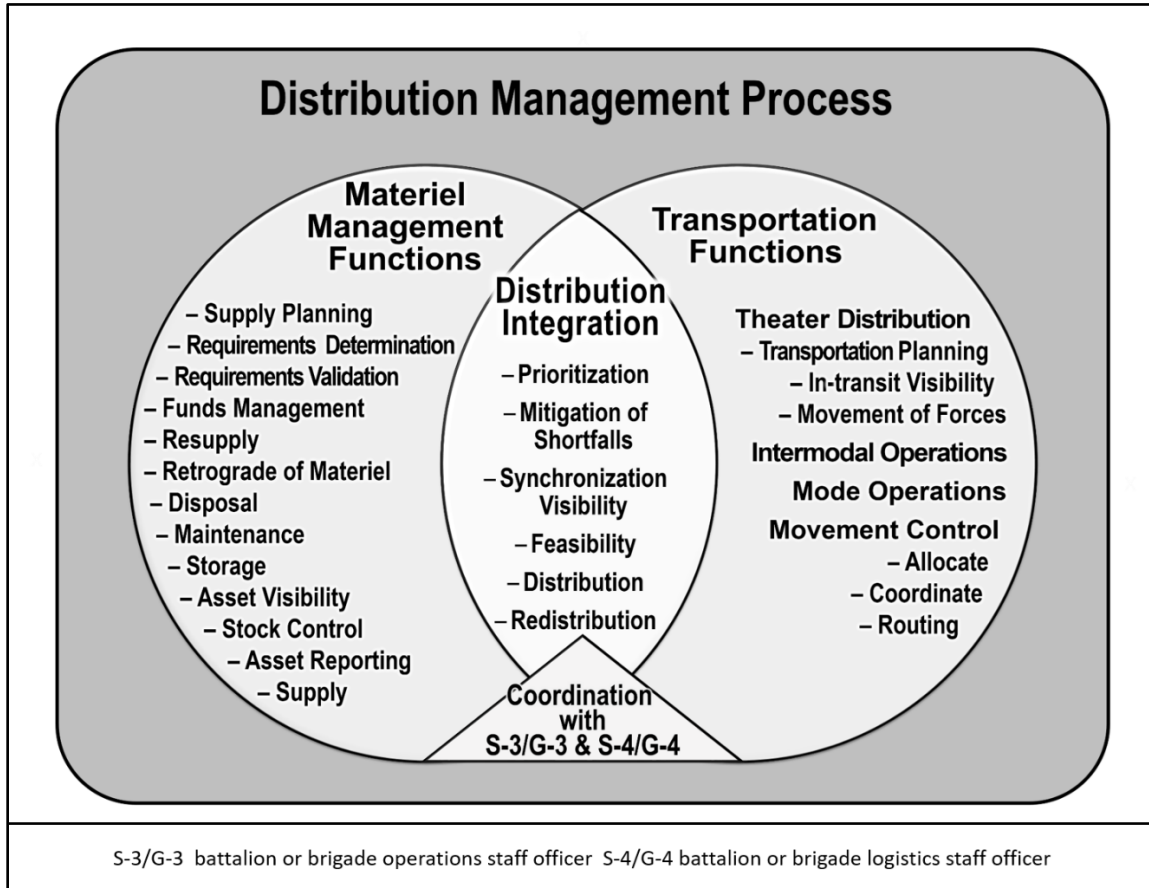 Distribution Management Process
Materiel
Management
Functions
– Supply Planning
– Requirements Determination
– Requirements Validation
– Funds Management
– Resupply
– Retrograde of Materiel
– Disposal
– Maintenance
– Storage
– Asset Visibility
– Stock Control
– Asset Reporting
– Supply
Distribution
Integration
– Prioritization
– Mitigation of
Shortfalls
– Synchronization
Visibility
– Feasibility
– Distribution
– Redistribution
Coordination
with
S-3/G-3 & S-4/G-4
Transportation
Functions
Theater Distribution
– Transportation Planning
– In-transit Visibility
– Movement of Forces
Intermodal Operations
Mode Operations
Movement Control
– Allocate
– Coordinate
– Routing
S-3/G-3 battalion or brigade operations staff officer S-4/G-4 battalion or brigade logistics staff officer